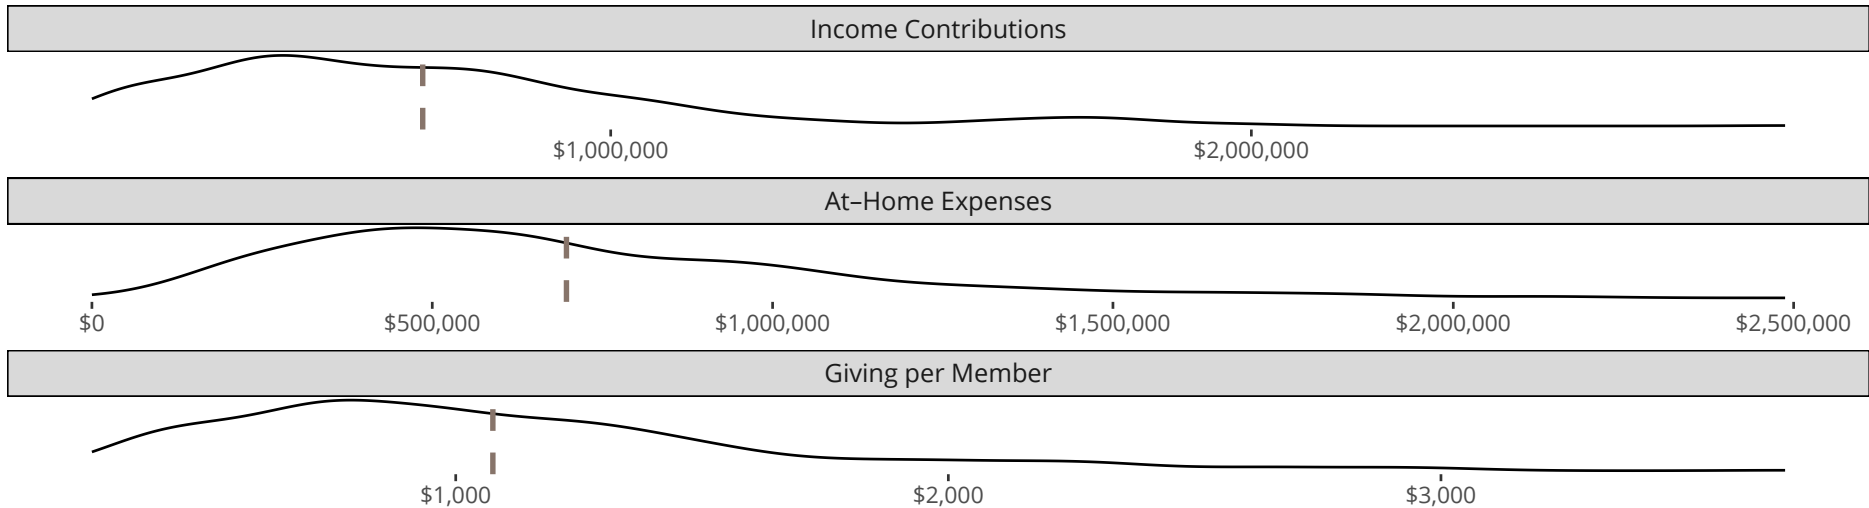 Income Contributions
$1,000,000 $2,000,000
At–Home Expenses
$0 $500,000 $1,000,000 $1,500,000 $2,000,000 $2,500,000
Giving per Member
$1,000 $2,000 $3,000